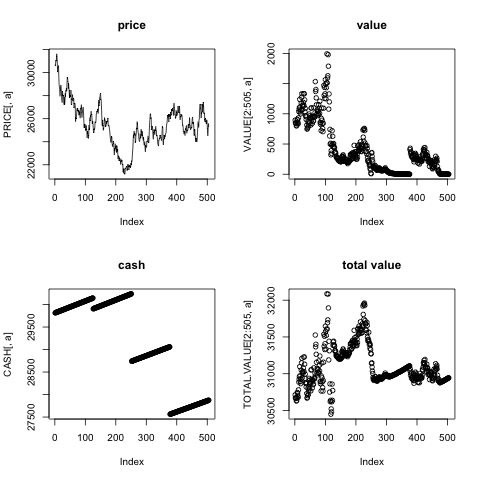 price
PRICE[, a]
22000 26000 30000
0 100 200 300 400 500
Index
value
VALUE[2:505, a]
0 500 1000 2000
0 100 200 300 400 500
Index
cash
CASH[, a]
27500 28500 29500
0 100 200 300 400 500
Index
total value
TOTAL.VALUE[2:505, a]
30500 31000 31500 32000
0 100 200 300 400 500
Index